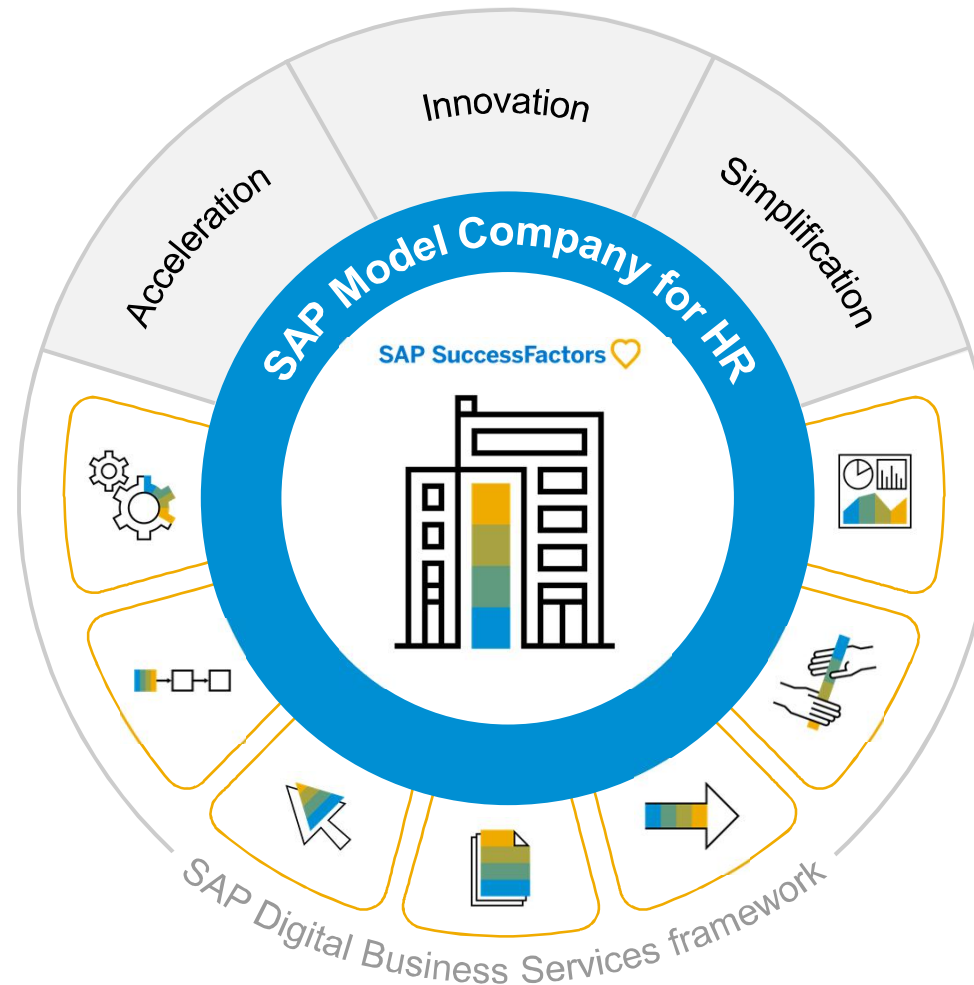 Innovation
Acceleration
Simplification
SAP Model Company for HR
SAP SuccessFactors
SAP Digital Business Services framework